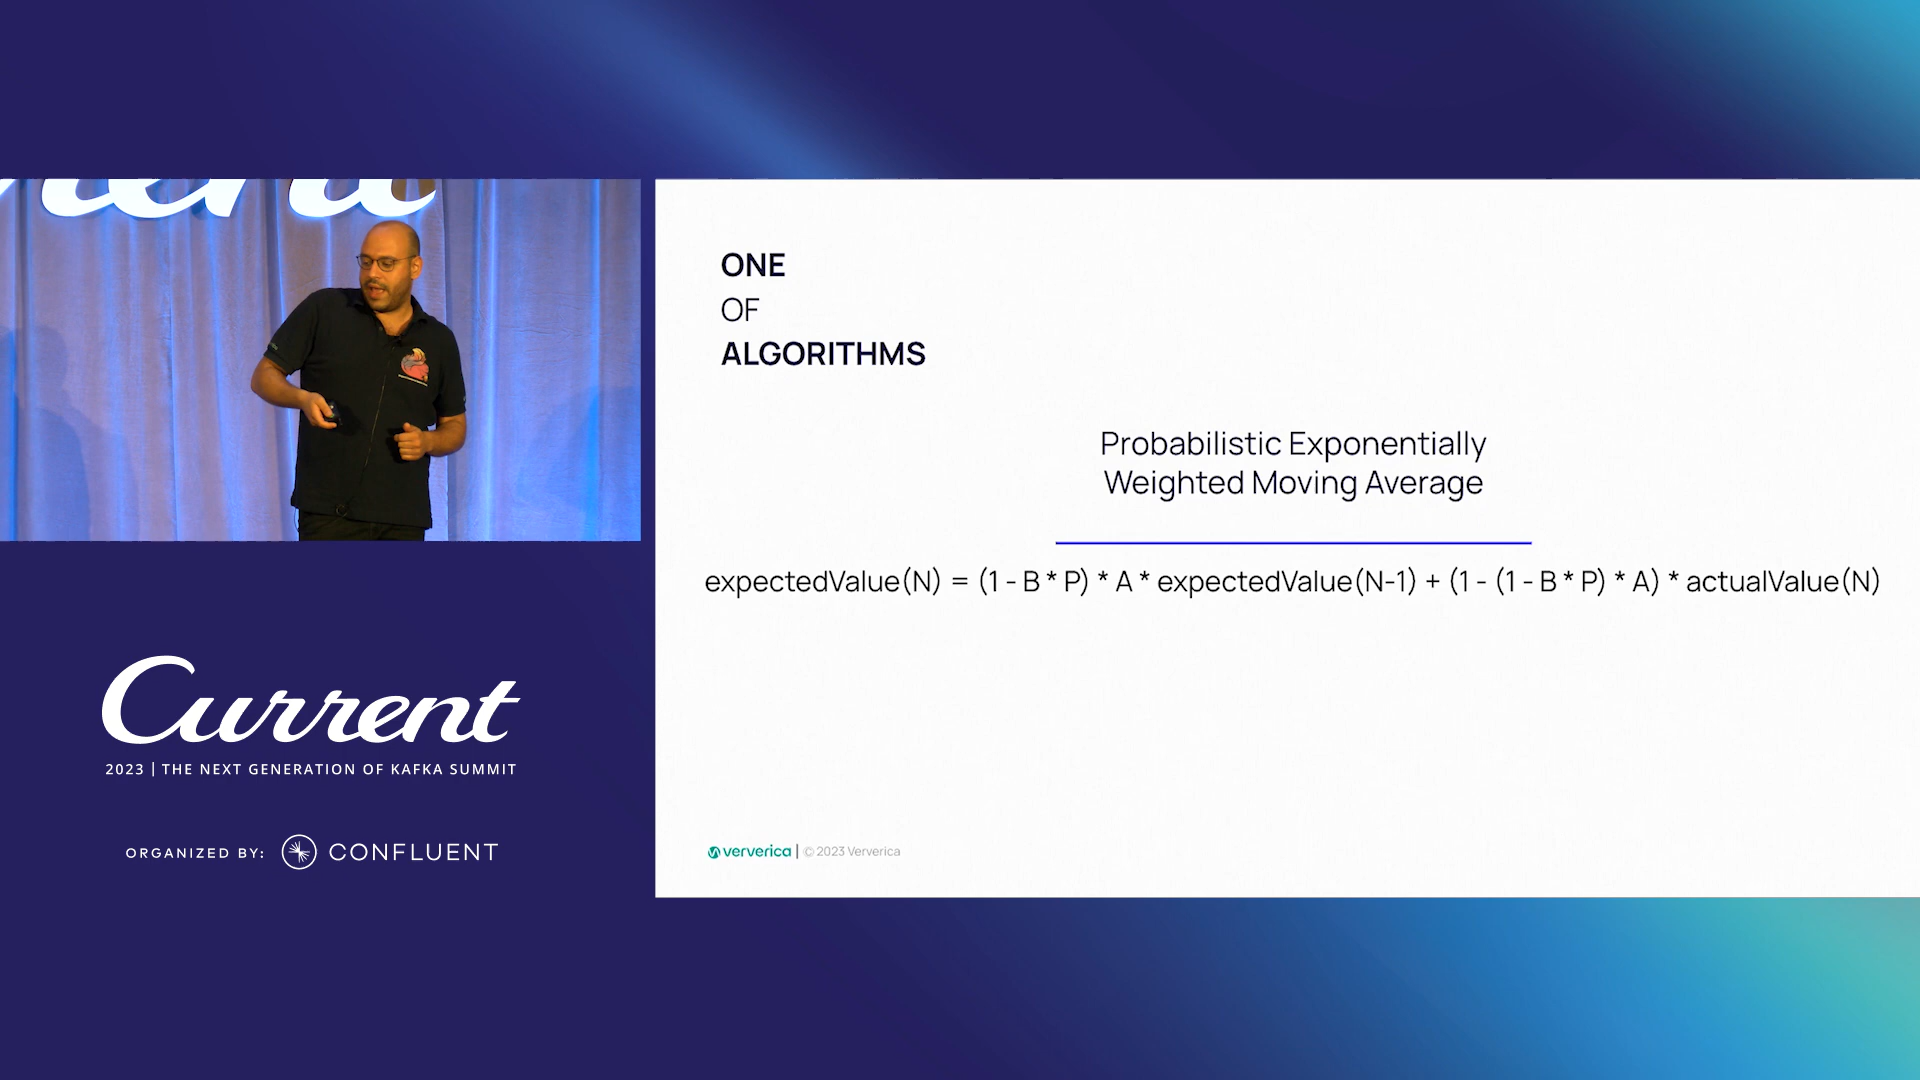 ONE
OF
ALGORITHMS
Probabilistic Exponentially
Weighted Moving Average
expectedValue(N) = (1 - B * P) * A * expectedValue(N-1) + (1 - (1 - B * P) * A) * actualValue(N)
ververica | © 2023 Ververica
Current
2023 | THE NEXT GENERATION OF KAFKA SUMMIT
ORGANIZED BY: CONFLUENT